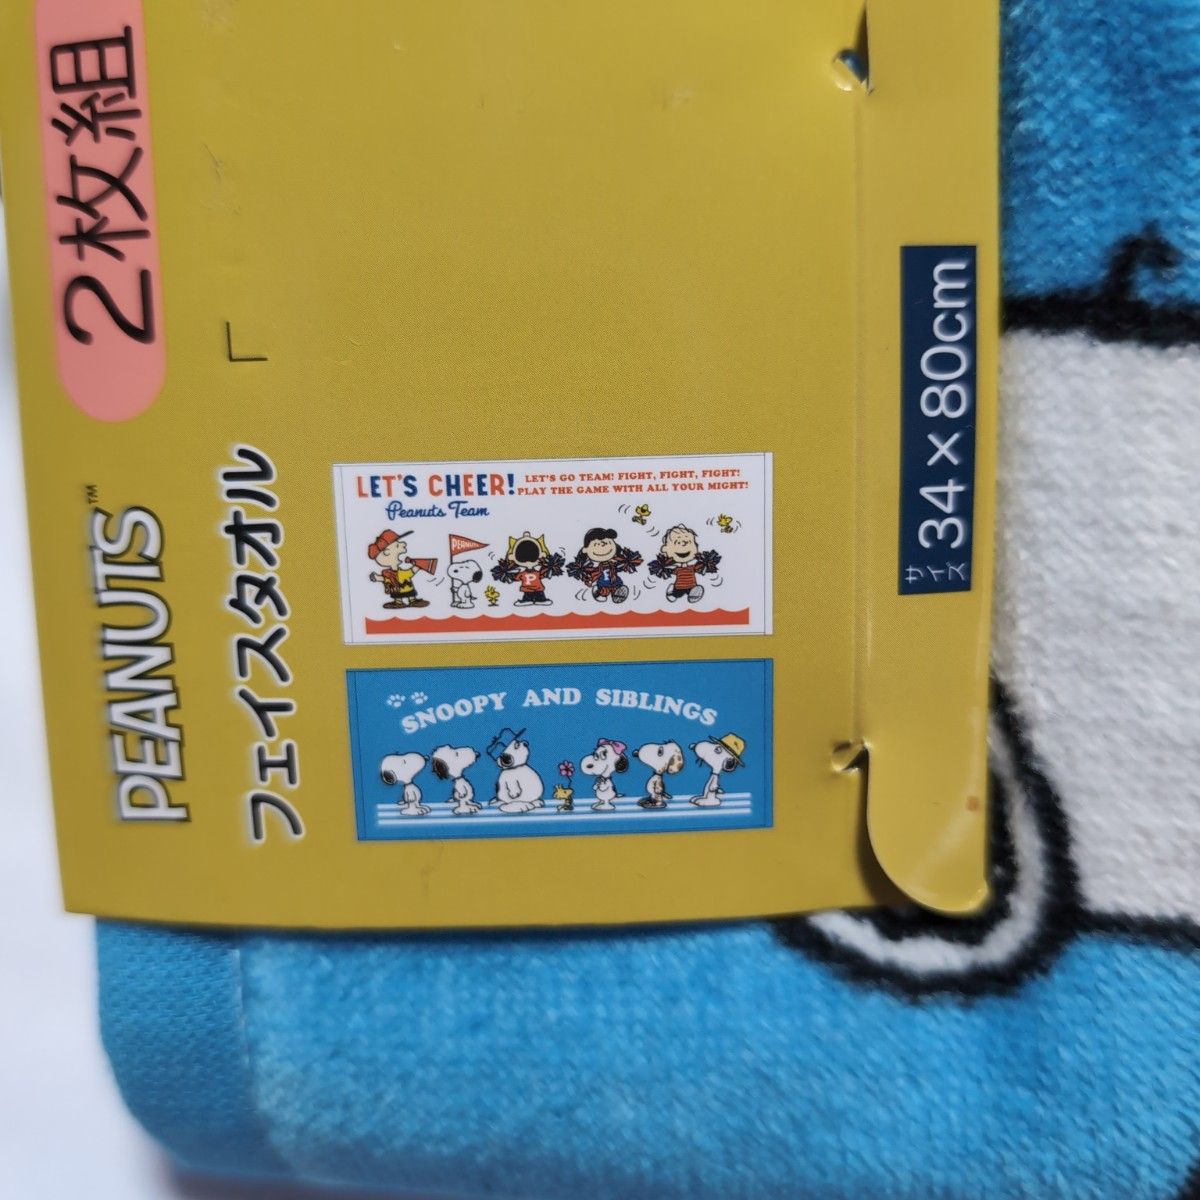 PEANUTS™ 2枚組
フェイスタオル
LET'S CHEER!
LET'S GO TEAM! FIGHT, FIGHT, FIGHT!
PLAY THE GAME WITH ALL YOUR MIGHT!
Peanuts Team
PEANUTS
P
SNOOPY AND SIBLINGS
サイズ 34×80cm